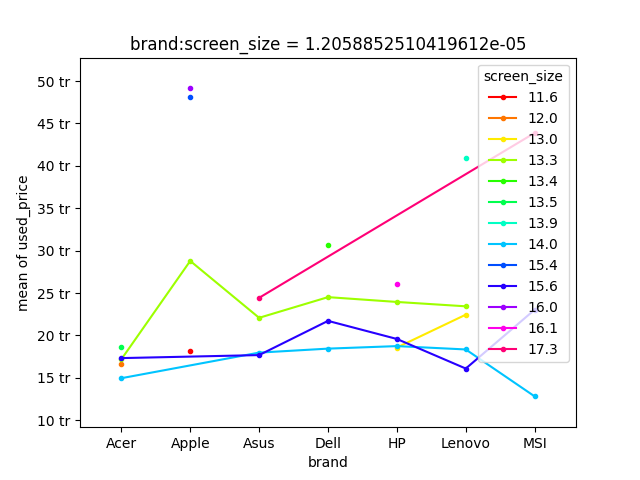 brand:screen_size = 1.2058852510419612e-05
50 tr
45 tr
40 tr
35 tr
30 tr
25 tr
20 tr
15 tr
10 tr
mean of used_price
screen_size
11.6
12.0
13.0
13.3
13.4
13.5
13.9
14.0
15.4
15.6
16.0
16.1
17.3
Acer Apple Asus Dell HP Lenovo MSI
brand